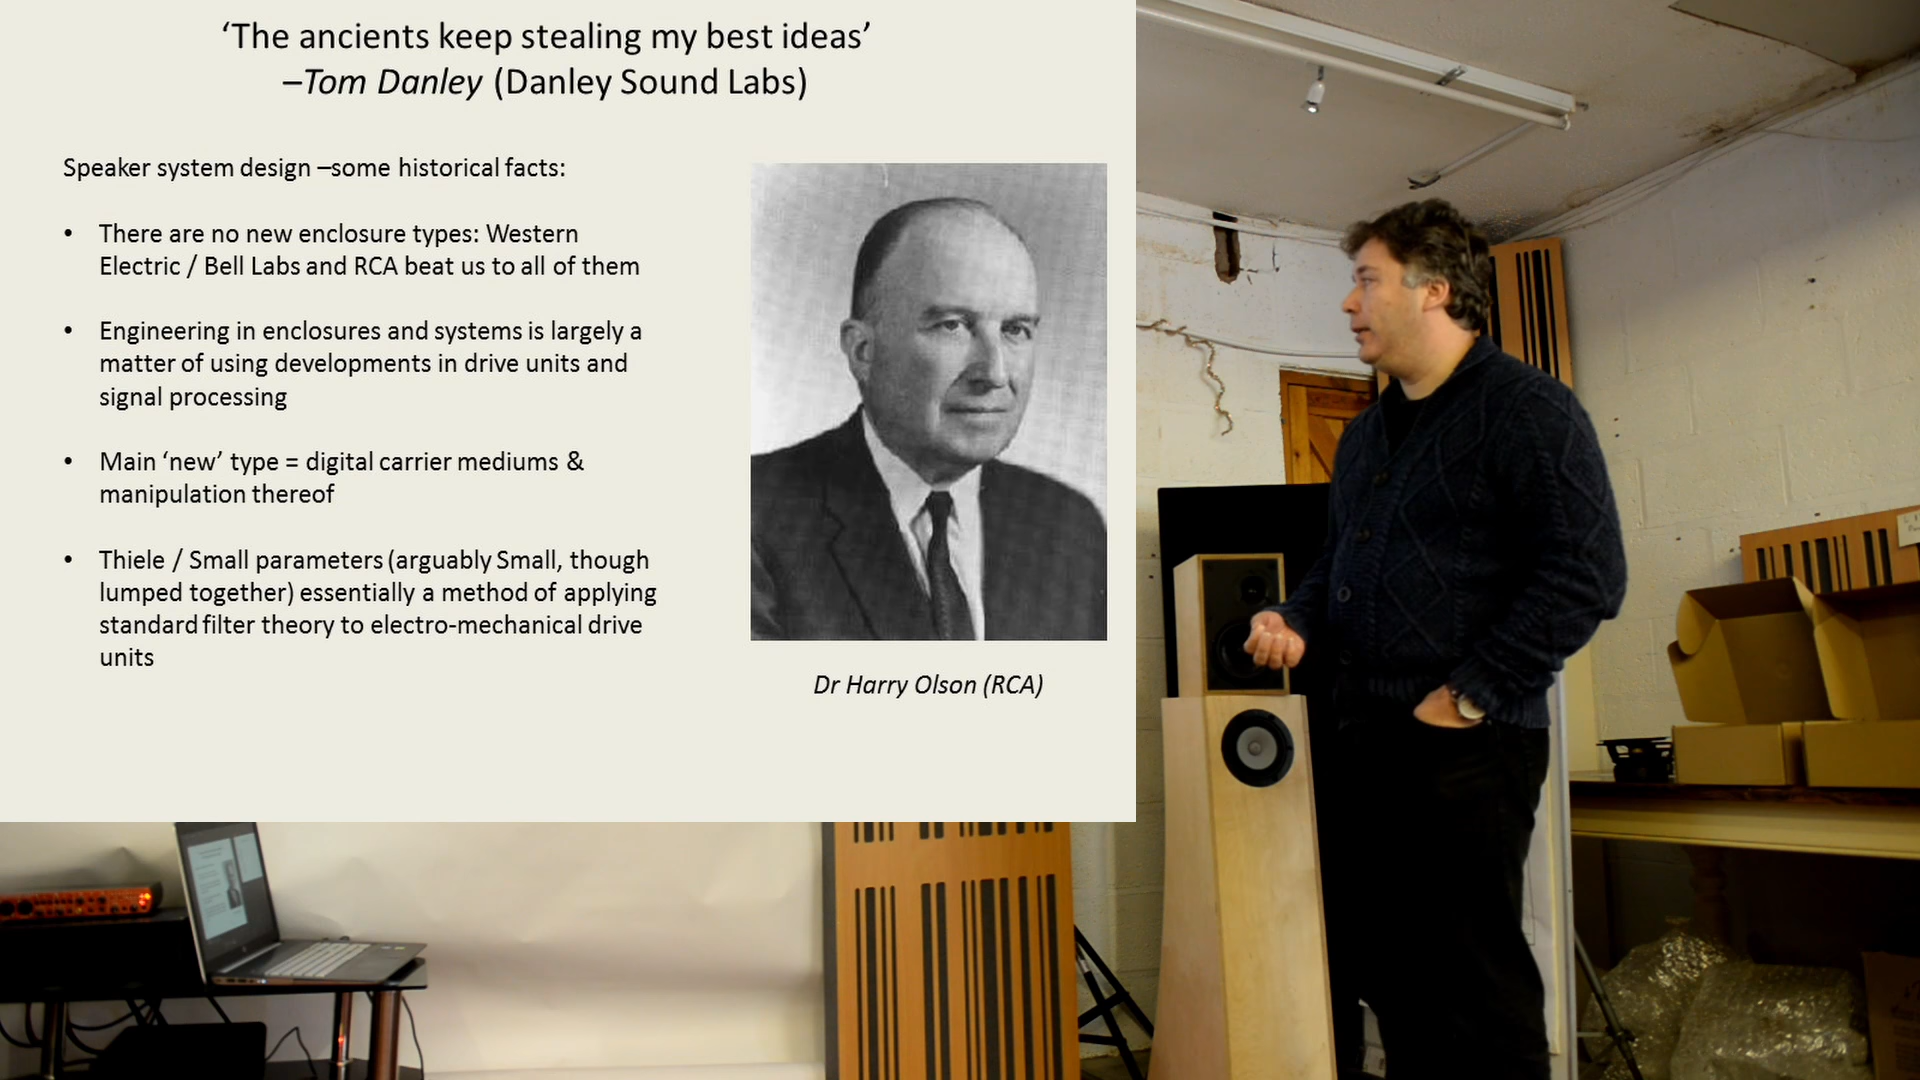 ‘The ancients keep stealing my best ideas’
–Tom Danley (Danley Sound Labs)
Speaker system design –some historical facts:
• There are no new enclosure types: Western
Electric / Bell Labs and RCA beat us to all of them
• Engineering in enclosures and systems is largely a
matter of using developments in drive units and
signal processing
• Main ‘new’ type = digital carrier mediums &
manipulation thereof
• Thiele / Small parameters (arguably Small, though
lumped together) essentially a method of applying
standard filter theory to electro-mechanical drive
units
Dr Harry Olson (RCA)